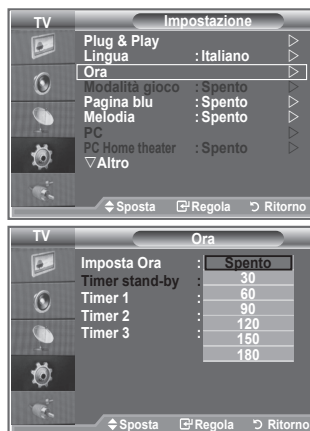 TV Impostazione
Plug & Play
Lingua : Italiano
Ora
Modalità gioco : Spento
Pagina blu : Spento
Melodia : Spento
PC
PC Home theater : Spento
▽Altro
Sposta Regola Ritorno
TV Ora
Imposta Ora : Spento
Timer stand-by : 30
Timer 1 : 60
90
Timer 2 : 120
Timer 3 : 150
180
Sposta Regola Ritorno